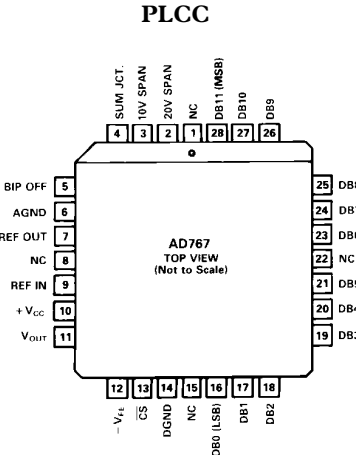 PLCC
SUM JCT.
10V SPAN
20V SPAN
NC
DB11 (MSB)
DB10
DB9
4 3 2 1 28 27 26
BIP OFF 5
AGND 6
REF OUT 7
NC 8
REF IN 9
+ VCC 10
VOUT 11
AD767
TOP VIEW
(Not to Scale)
25 DB8
24 DB7
23 DB6
22 NC
21 DB5
20 DB4
19 DB3
12 13 14 15 16 17 18
− VEE
CS
DGND
NC
DB0 (LSB)
DB1
DB2